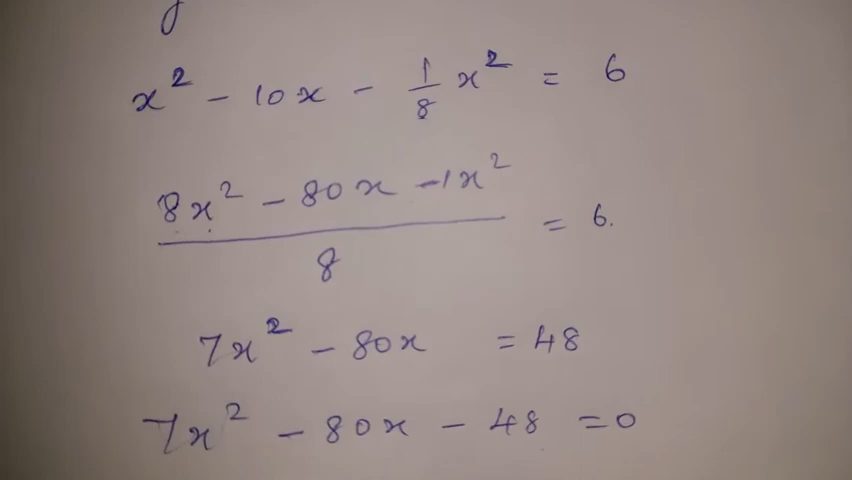 x² - 10x - 1/8 x² = 6
8x² - 80x - 1x² / 8 = 6.
7x² - 80x = 48
7x² - 80x - 48 = 0